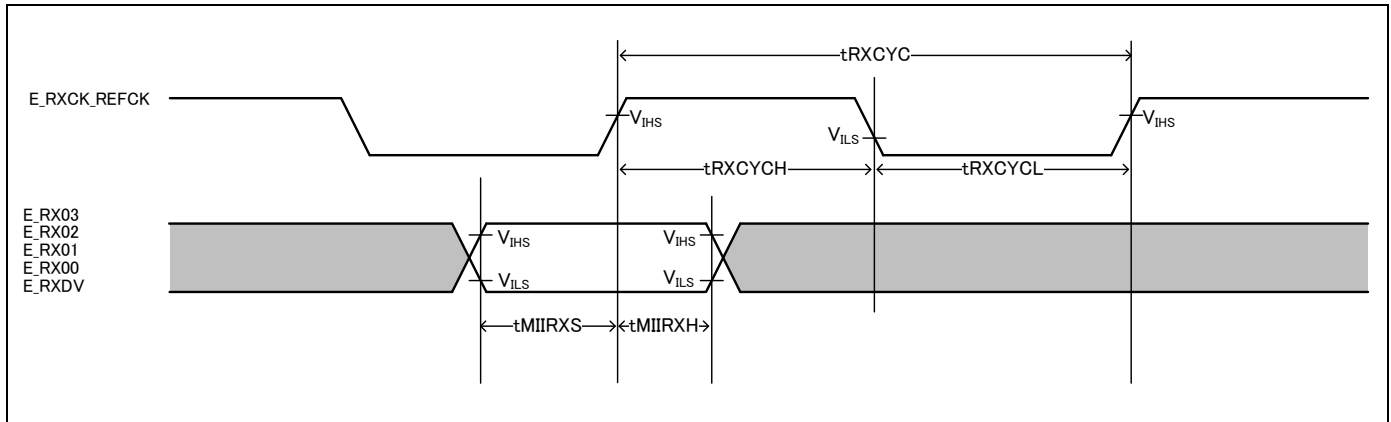 tRXCYC
E_RXCK_REFCK
VIHS
VILS
VIHS
tRXCYCH
tRXCYCL
E_RX03
E_RX02
E_RX01
E_RX00
E_RXDV
VIHS
VIHS
VILS
VILS
tMIIRXS
tMIIRXH